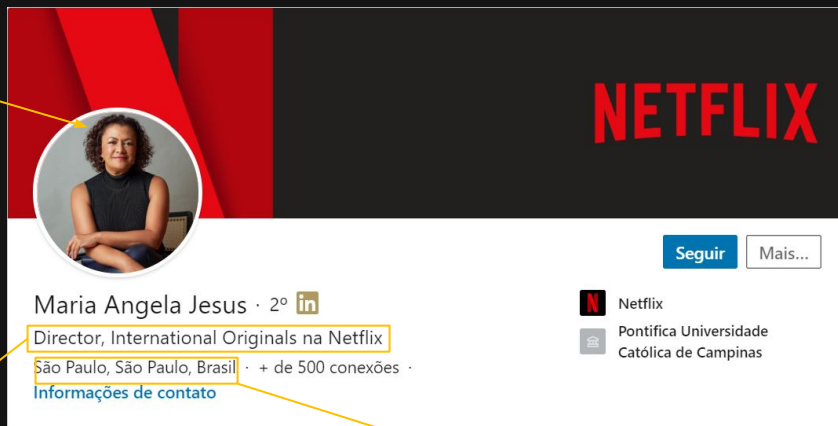 NETFLIX
Seguir
Mais...
Maria Angela Jesus · 2º in
Director, International Originals na Netflix
São Paulo, São Paulo, Brasil · + de 500 conexões ·
Informações de contato
N Netflix
Pontifica Universidade
Católica de Campinas